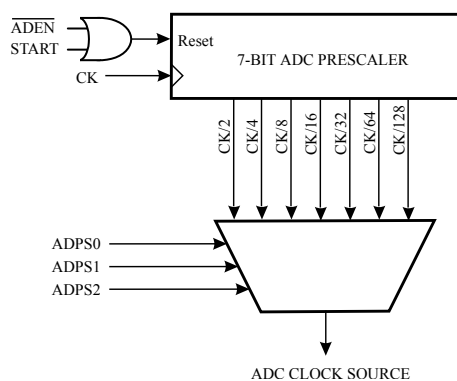 A̅D̅E̅N̅
START
Reset
CK
7-BIT ADC PRESCALER
CK/2
CK/4
CK/8
CK/16
CK/32
CK/64
CK/128
ADPS0
ADPS1
ADPS2
ADC CLOCK SOURCE